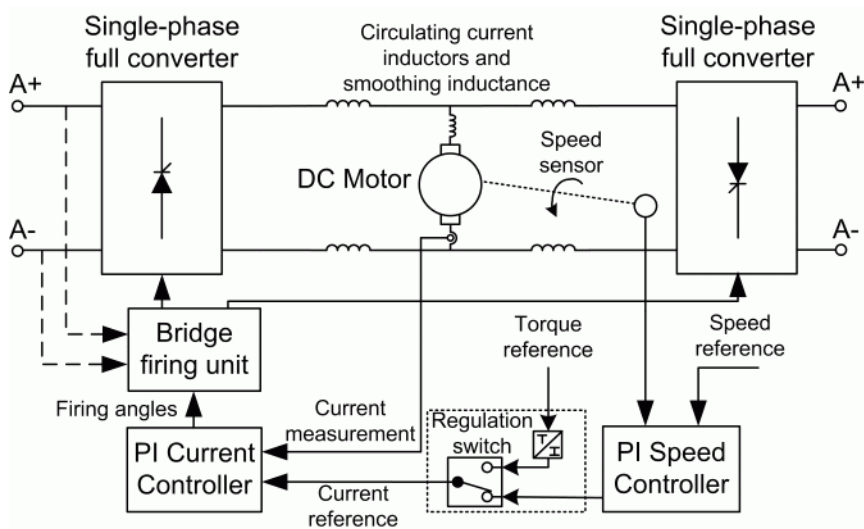 Single-phase
full converter
Circulating current
inductors and
smoothing inductance
Single-phase
full converter
A+
A+
DC Motor
Speed
sensor
A-
A-
Bridge
firing unit
Torque
reference
Speed
reference
Firing angles
Current
measurement
Regulation
switch
T
I
PI Current
Controller
Current
reference
PI Speed
Controller